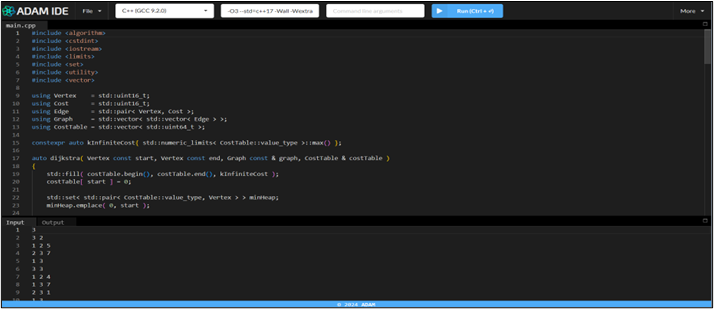 ADAM IDE File C++ (GCC 9.2.0) -O3 --std=c++17 -Wall -Wextra Command line arguments Run (Ctrl + ⏎) More
main.cpp
1 #include <algorithm>
2 #include <cstdint>
3 #include <iostream>
4 #include <limits>
5 #include <set>
6 #include <utility>
7 #include <vector>
8
9 using Vertex = std::uint16_t;
10 using Cost = std::uint16_t;
11 using Edge = std::pair< Vertex, Cost >;
12 using Graph = std::vector< std::vector< Edge > >;
13 using CostTable = std::vector< std::uint64_t >;
14
15 constexpr auto kInfiniteCost{ std::numeric_limits< CostTable::value_type >::max() };
16
17 auto dijkstra( Vertex const start, Vertex const end, Graph const & graph, CostTable & costTable )
18 {
19 std::fill( costTable.begin(), costTable.end(), kInfiniteCost );
20 costTable[ start ] = 0;
21
22 std::set< std::pair< CostTable::value_type, Vertex > > minHeap;
23 minHeap.emplace( 0, start );
24
Input Output
1 3
2 3 2
3 1 2 5
4 2 3 7
5 1 3
6 3 3
7 1 2 4
8 1 3 7
9 2 3 1
10 1 3
© 2024 ADAM